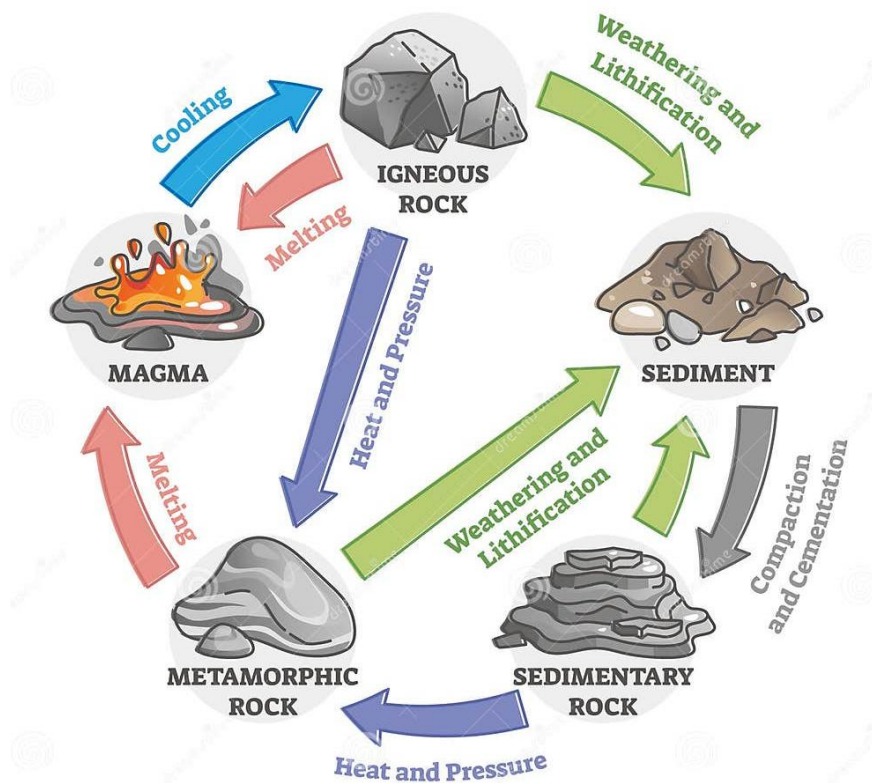 Weathering and
Lithification
Cooling
IGNEOUS
ROCK
Melting
MAGMA
Heat and Pressure
SEDIMENT
Melting
Weathering and
Lithification
Compaction
and Cementation
METAMORPHIC
ROCK
SEDIMENTARY
ROCK
Heat and Pressure
dreamstime